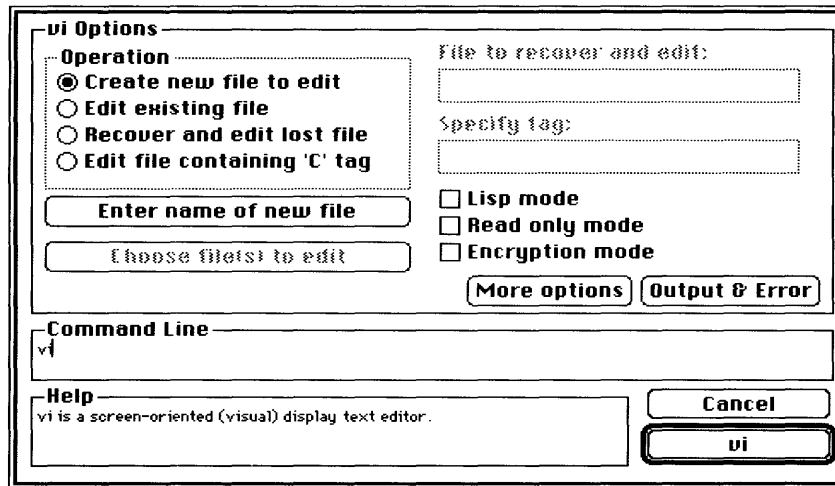 vi Options
Operation
Create new file to edit
Edit existing file
Recover and edit lost file
Edit file containing 'C' tag
Enter name of new file
Choose file(s) to edit
File to recover and edit:
Specify tag:
Lisp mode
Read only mode
Encryption mode
More options
Output & Error
Command Line
vi
Help
vi is a screen-oriented (visual) display text editor.
Cancel
vi